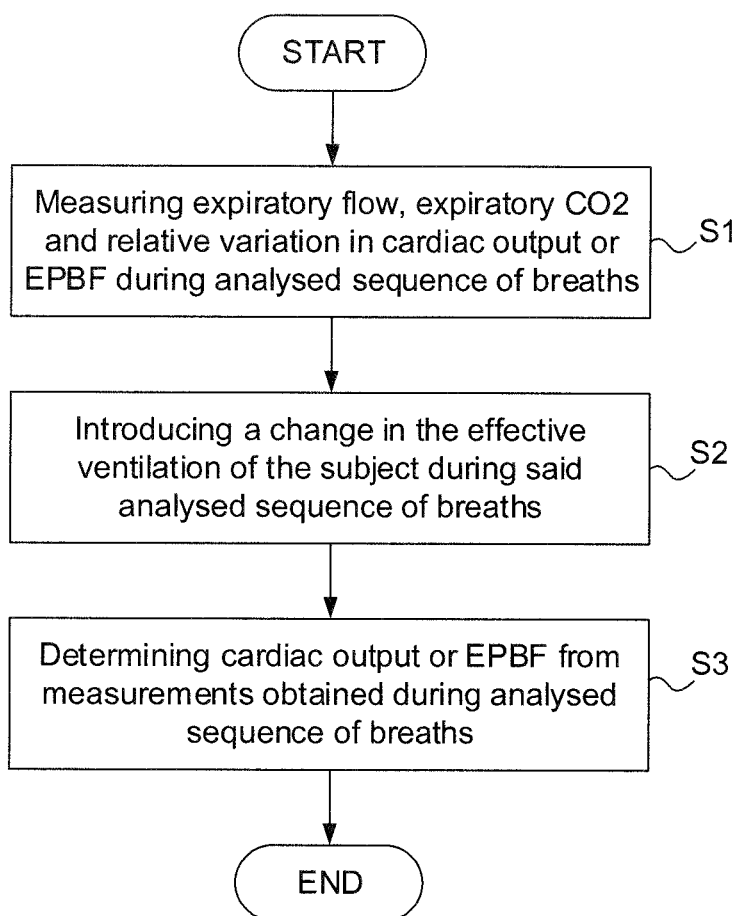 START
Measuring expiratory flow, expiratory CO2
and relative variation in cardiac output or
EPBF during analysed sequence of breaths
S1
Introducing a change in the effective
ventilation of the subject during said
analysed sequence of breaths
S2
Determining cardiac output or EPBF from
measurements obtained during analysed
sequence of breaths
S3
END